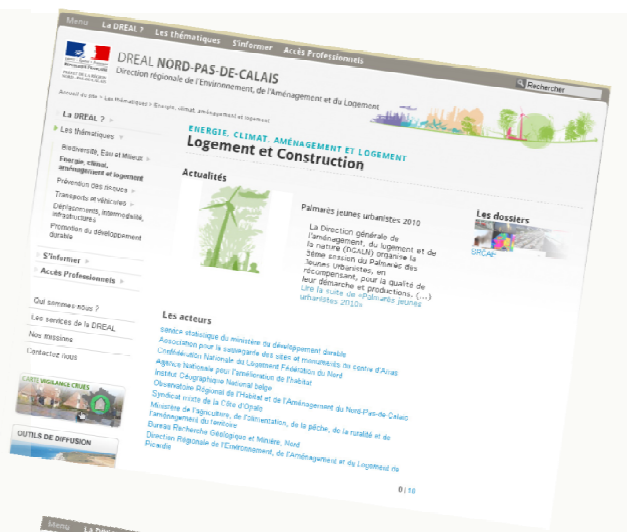 Menu La DREAL ? Les thématiques S'informer Accès Professionnels
Rechercher
DREAL NORD-PAS-DE-CALAIS
Direction régionale de l'Environnement, de l'Aménagement et du Logement
Accueil du site > Les thématiques > Energie, climat, aménagement et logement
La DREAL ?
Les thématiques
Biodiversité, Eau et Milieux
Energie, climat,
aménagement et logement
Prévention des risques
Transports et véhicules
Déplacements, intermodalité,
infrastructures
Promotion du développement
durable
S'informer
Accès Professionnels
Qui sommes-nous ?
Les services de la DREAL
Nos missions
Contactez nous
CARTE VIGILANCE CRUES
OUTILS DE DIFFUSION
ENERGIE, CLIMAT, AMÉNAGEMENT ET LOGEMENT
Logement et Construction
Actualités
Palmarès jeunes urbanistes 2010
La Direction générale de
l'aménagement, du logement et de
la nature (DGALN) organise la
5ème session du Palmarès des
Jeunes Urbanistes, en
récompensant, pour la qualité de
leur démarche et productions, (...)
Lire la suite de «Palmarès jeunes
urbanistes 2010»
Les dossiers
Les acteurs
service statistique du ministère du développement durable
Association pour la sauvegarde des sites et monuments du centre d'Arras
Confédération Nationale du Logement Fédération du Nord
Agence Nationale pour l'amélioration de l'habitat
Institut Géographique National belge
Observatoire Régional de l'Habitat et de l'Aménagement du Nord-Pas-de-Calais
Syndicat mixte de la Côte d'Opale
Ministère de l'agriculture, de l'alimentation, de la pêche, de la ruralité et de
l'aménagement du territoire
Bureau Recherche Géologique et Minière, Nord
Direction Régionale de l'Environnement, de l'Aménagement et du Logement de
Picardie
0 | 10
Menu